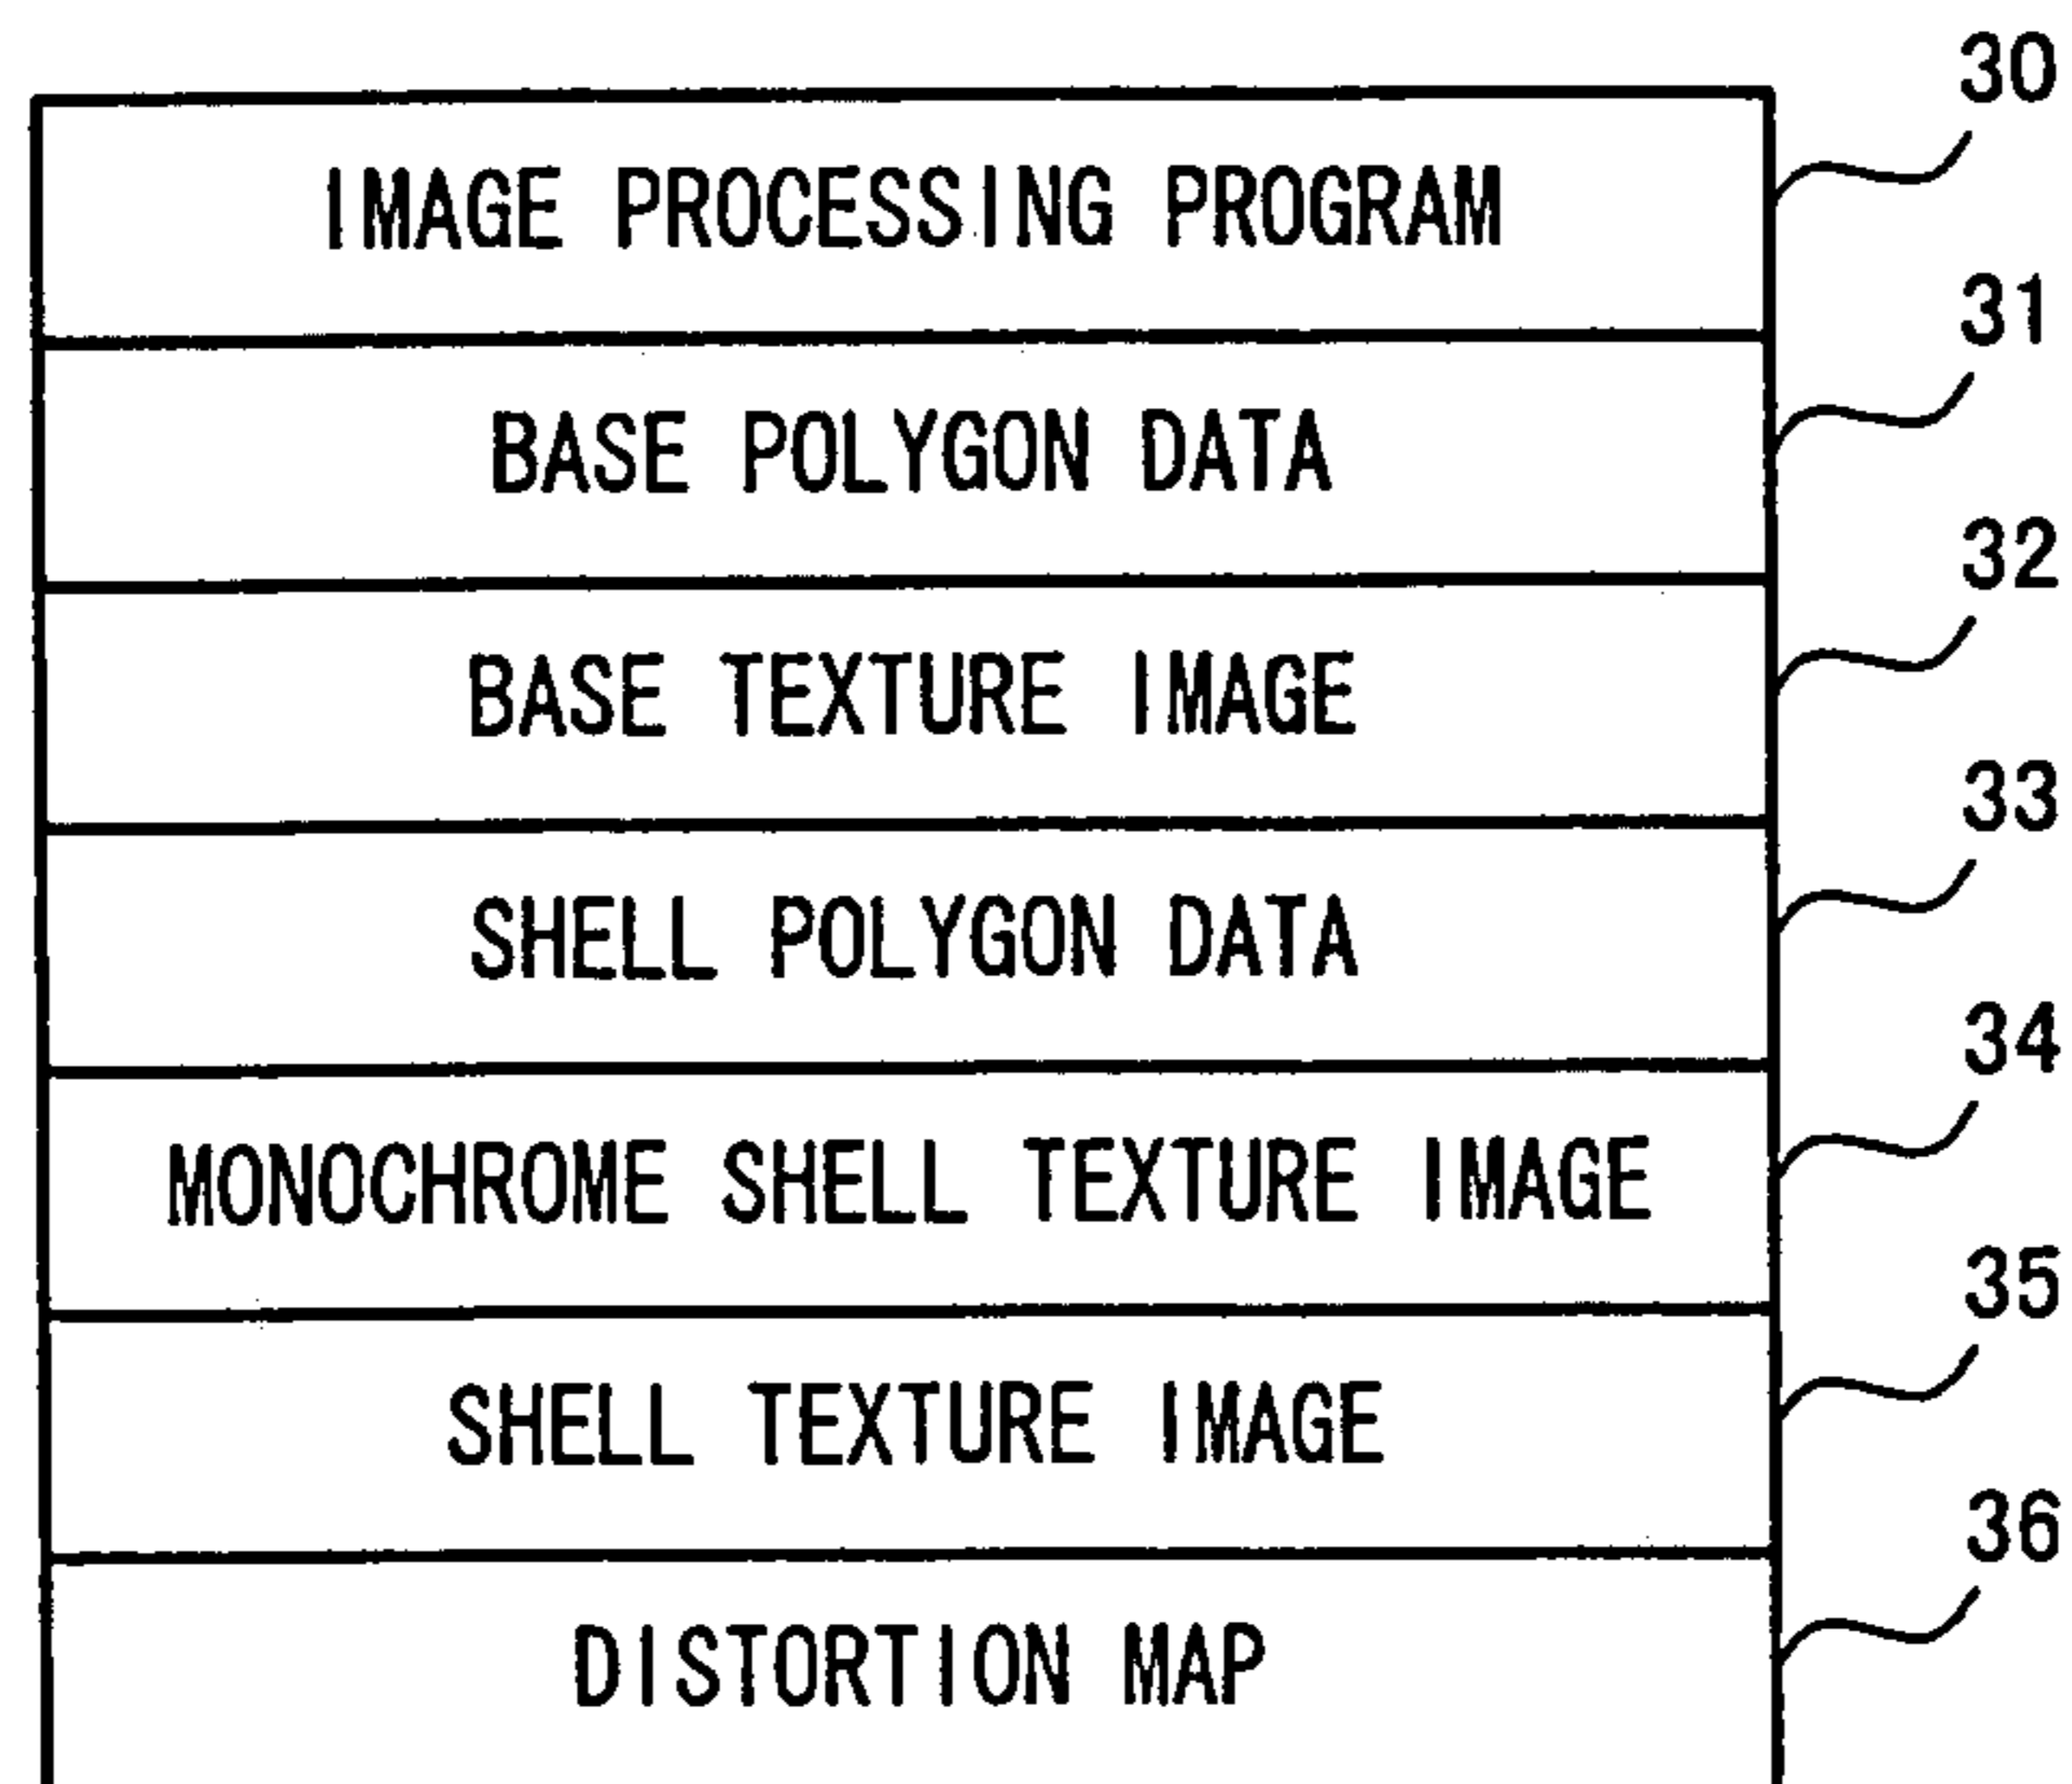 30
IMAGE PROCESSING PROGRAM
31
BASE POLYGON DATA
32
BASE TEXTURE IMAGE
33
SHELL POLYGON DATA
34
MONOCHROME SHELL TEXTURE IMAGE
35
SHELL TEXTURE IMAGE
36
DISTORTION MAP